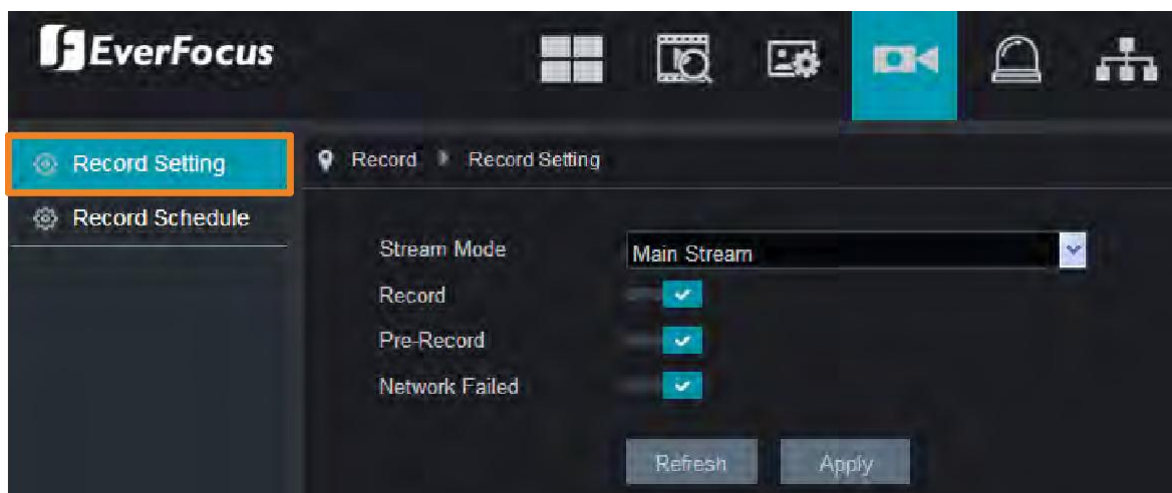 EverFocus
Record Setting
Record Schedule
Record Record Setting
Stream Mode Main Stream
Record
Pre-Record
Network Failed
Refresh Apply